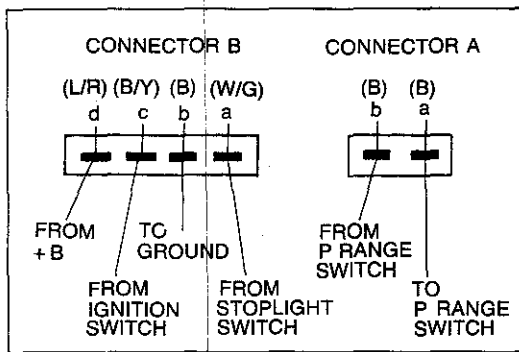 CONNECTOR B
(L/R) (B/Y) (B) (W/G)
d c b a
FROM
+B
TO
GROUND
FROM
IGNITION
SWITCH
FROM
STOPLIGHT
SWITCH
CONNECTOR A
(B) (B)
b a
FROM
P RANGE
SWITCH
TO
P RANGE
SWITCH